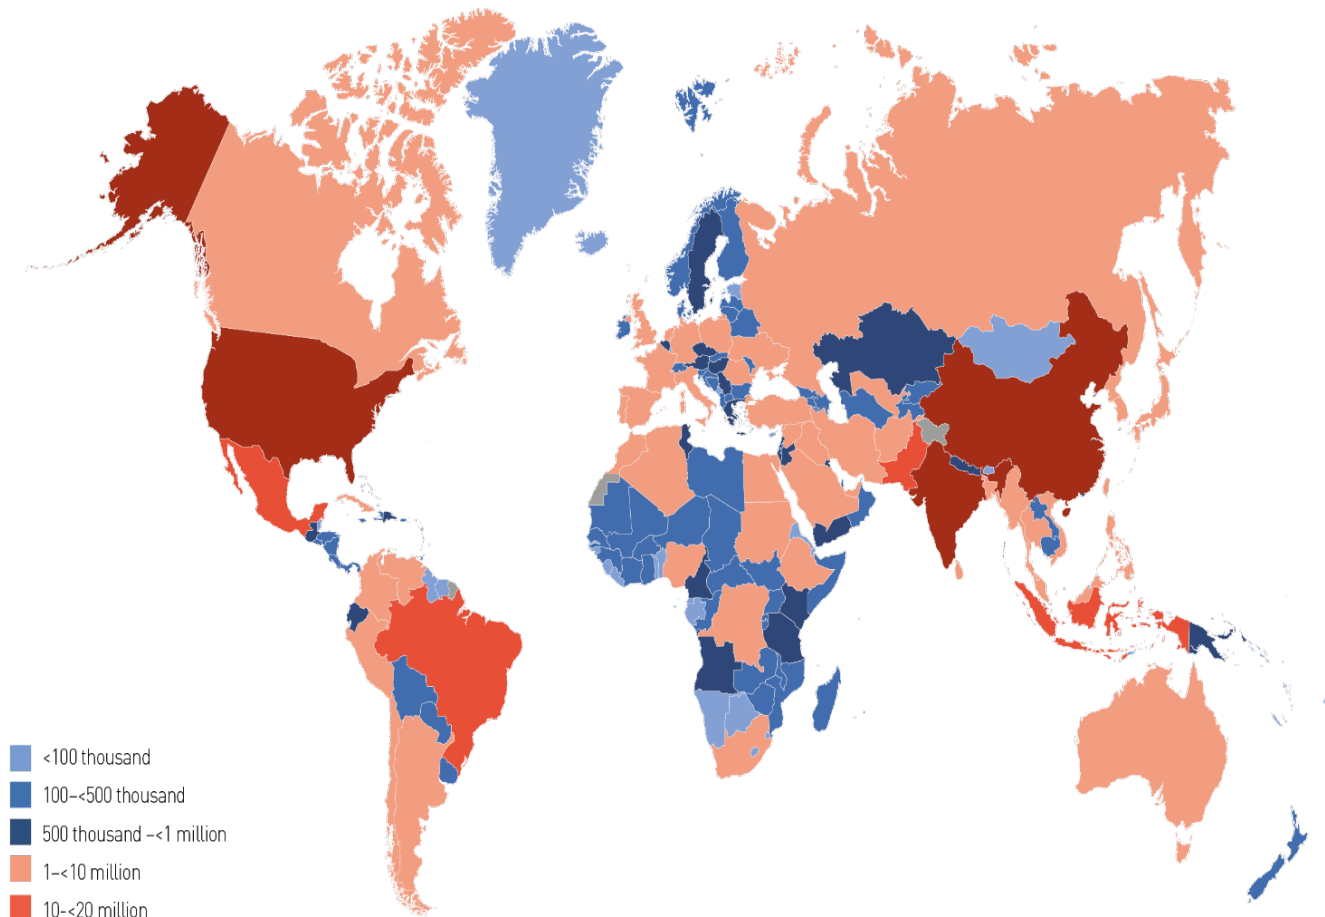 <100 thousand
100–<500 thousand
500 thousand –<1 million
1–<10 million
10-<20 million